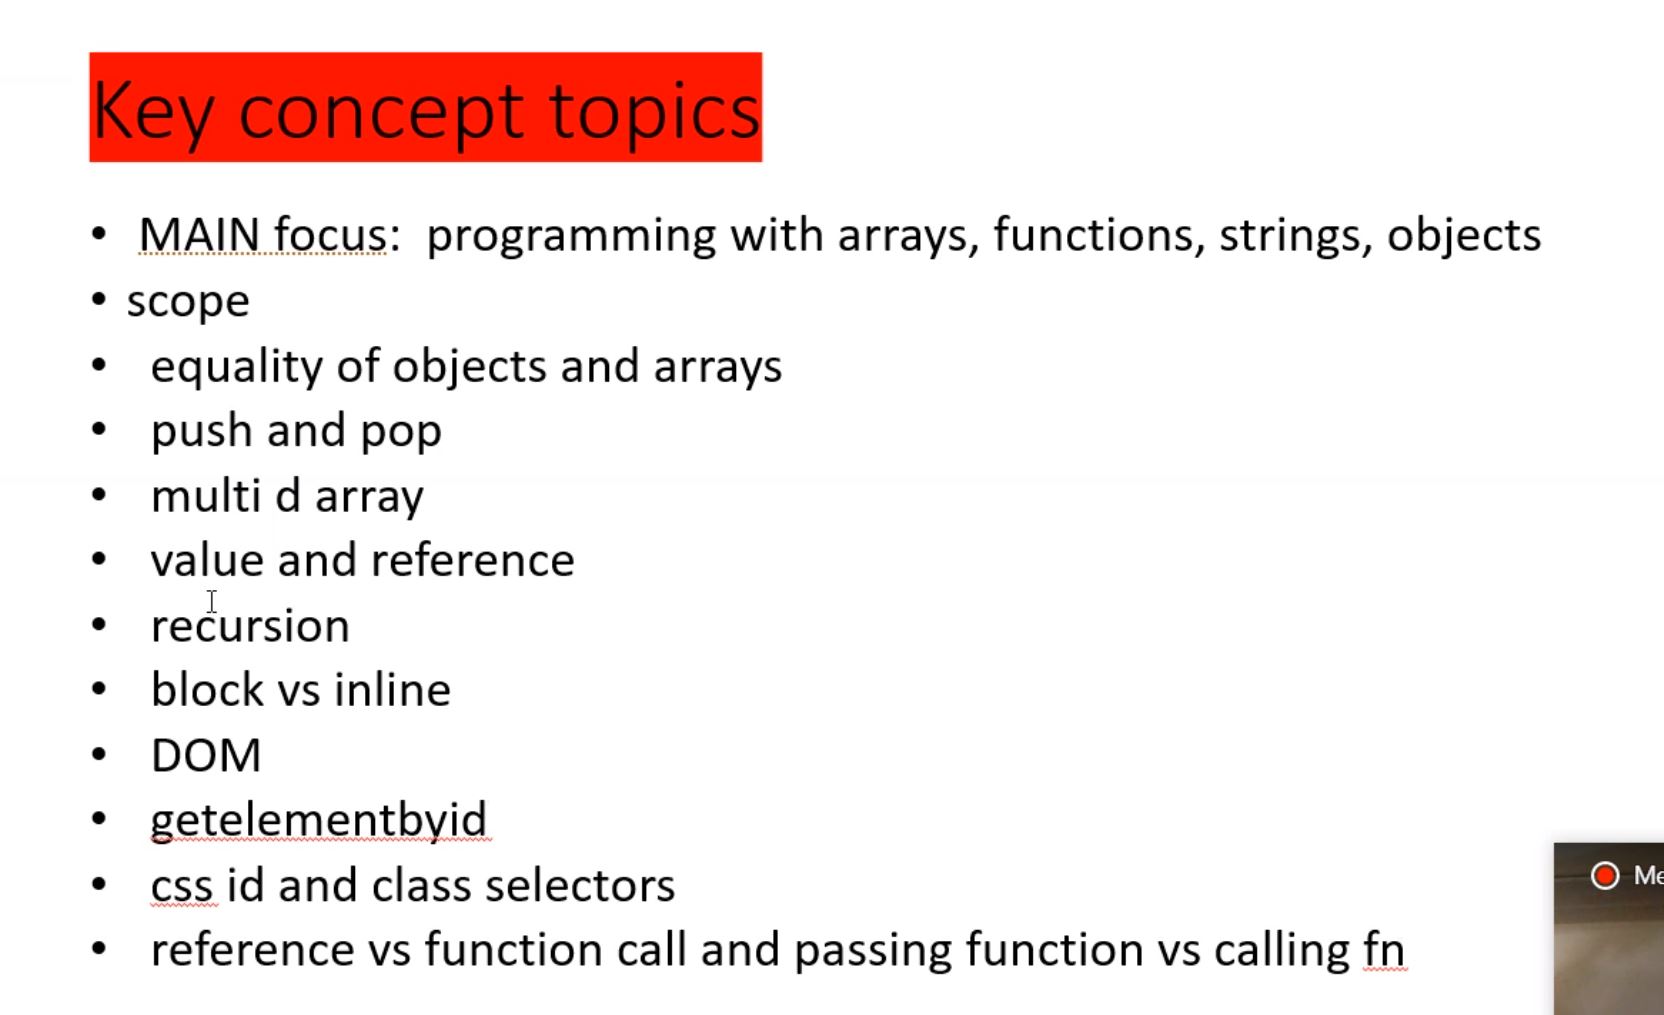 Key concept topics
• MAIN focus: programming with arrays, functions, strings, objects
• scope
• equality of objects and arrays
• push and pop
• multi d array
• value and reference
• recursion
• block vs inline
• DOM
• getelementbyid
• css id and class selectors
• reference vs function call and passing function vs calling fn